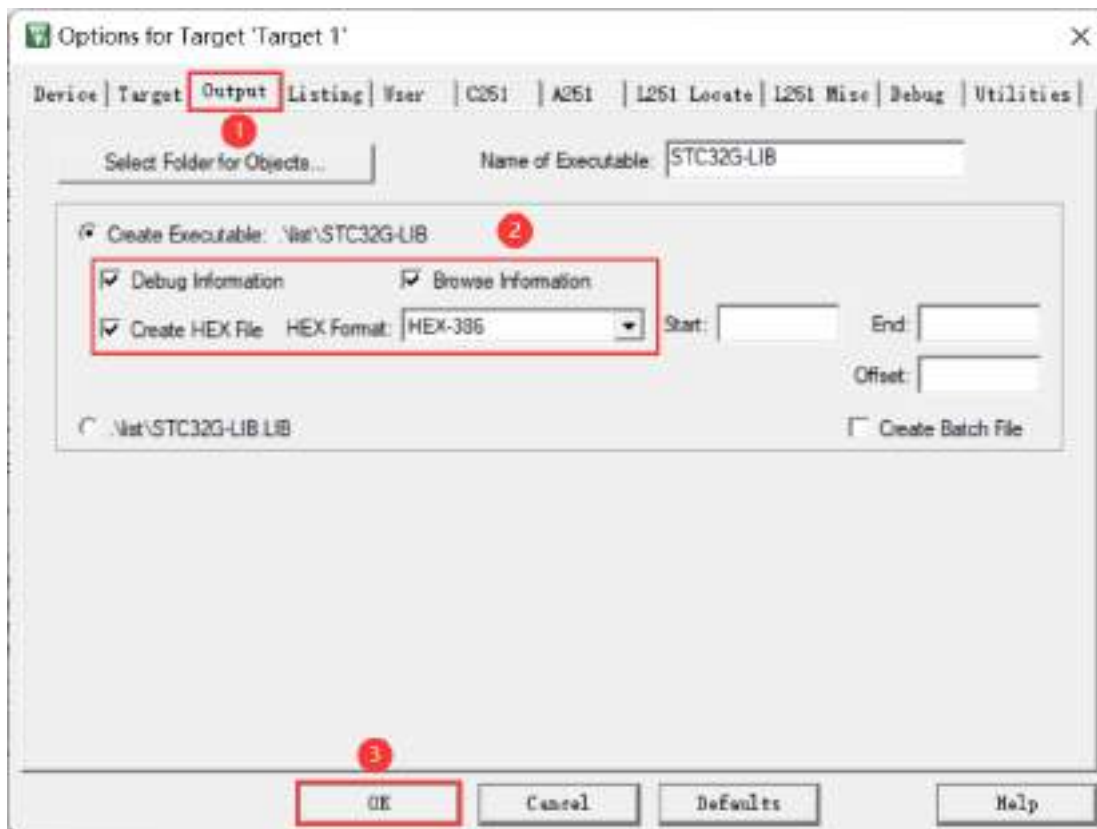 Options for Target 'Target 1'
Device Target Output Listing User C251 A251 L251 Locate L251 Misc Debug Utilities
1
Select Folder for Objects... Name of Executable: STC32G-LIB
Create Executable: .\list\STC32G-LIB 2
Debug Information Browse Information
Create HEX File HEX Format: HEX-386 Start: End:
Offset:
.\list\STC32G-LIB.LIB Create Batch File
3
OK Cancel Defaults Help